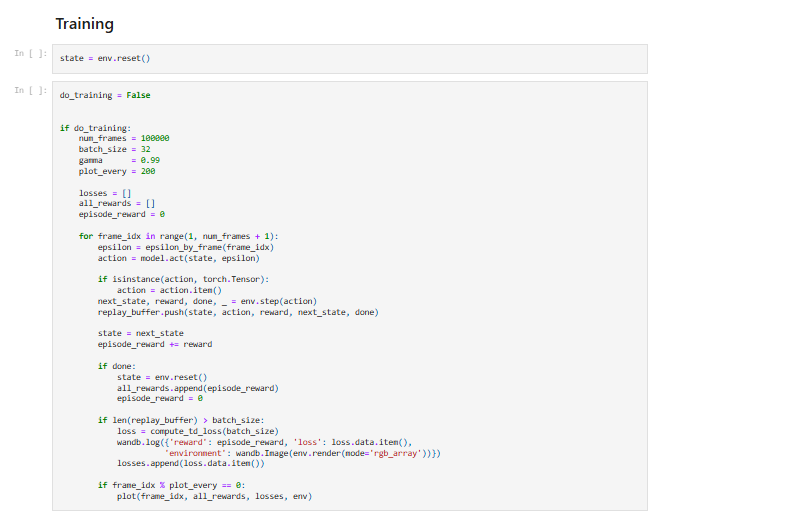 Training
In [ ]:
state = env.reset()
In [ ]:
do_training = False
if do_training:
    num_frames = 100000
    batch_size = 32
    gamma      = 0.99
    plot_every = 200
    losses = []
    all_rewards = []
    episode_reward = 0
    for frame_idx in range(1, num_frames + 1):
        epsilon = epsilon_by_frame(frame_idx)
        action = model.act(state, epsilon)
        if isinstance(action, torch.Tensor):
            action = action.item()
        next_state, reward, done, _ = env.step(action)
        replay_buffer.push(state, action, reward, next_state, done)
        state = next_state
        episode_reward += reward
        if done:
            state = env.reset()
            all_rewards.append(episode_reward)
            episode_reward = 0
        if len(replay_buffer) > batch_size:
            loss = compute_td_loss(batch_size)
            wandb.log({'reward': episode_reward, 'loss': loss.data.item(),
                      'environment': wandb.Image(env.render(mode='rgb_array'))})
            losses.append(loss.data.item())
        if frame_idx % plot_every == 0:
            plot(frame_idx, all_rewards, losses, env)